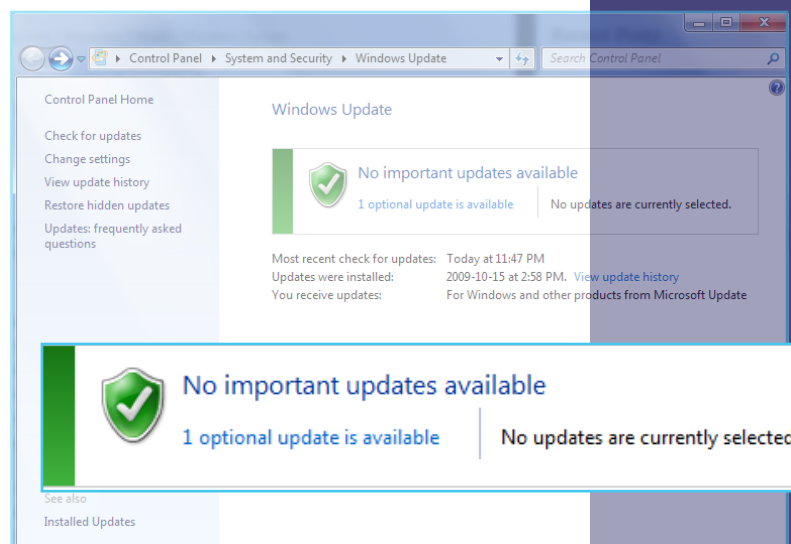 Control Panel ▸ System and Security ▸ Windows Update
Search Control Panel
Control Panel Home
Check for updates
Change settings
View update history
Restore hidden updates
Updates: frequently asked
questions
Windows Update
No important updates available
1 optional update is available
No updates are currently selected.
Most recent check for updates: Today at 11:47 PM
Updates were installed: 2009-10-15 at 2:58 PM. View update history
You receive updates: For Windows and other products from Microsoft Update
No important updates available
1 optional update is available
No updates are currently selected
See also
Installed Updates